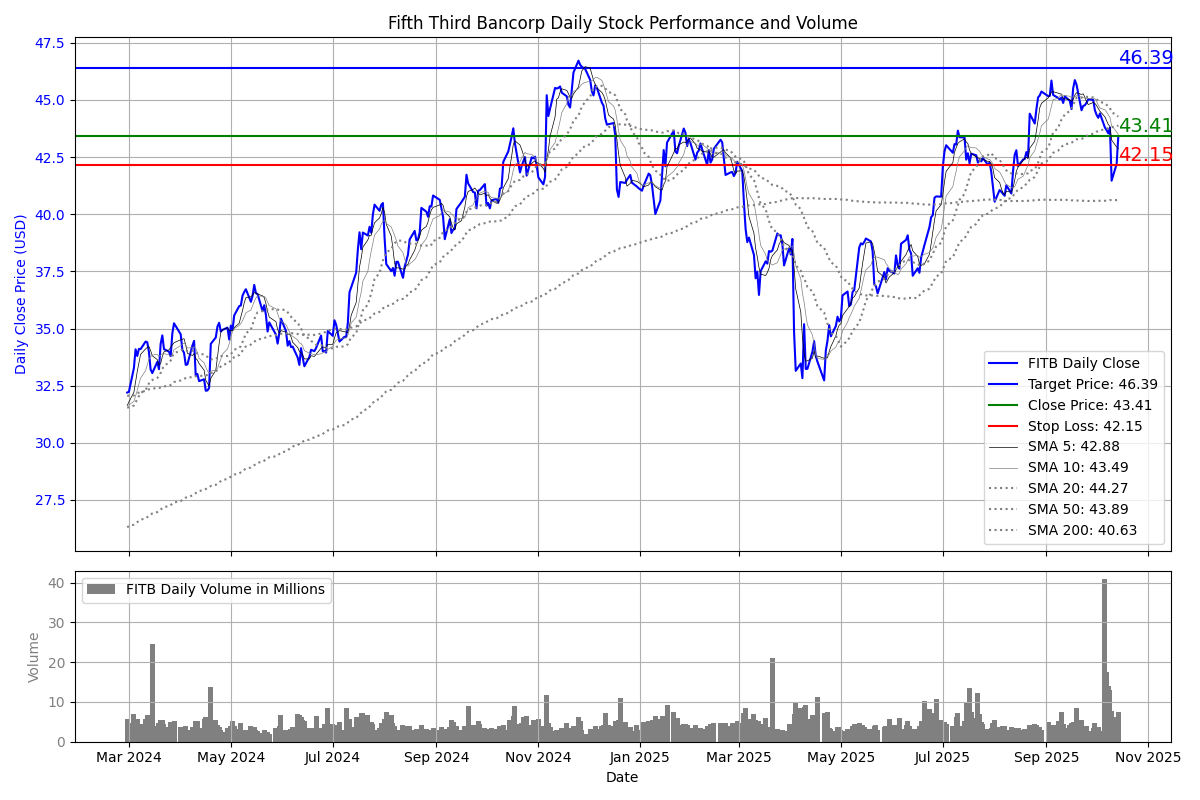 Fifth Third Bancorp Daily Stock Performance and Volume
47.5
45.0
42.5
40.0
37.5
35.0
32.5
30.0
27.5
Daily Close Price (USD)
46.39
43.41
42.15
FITB Daily Close
Target Price: 46.39
Close Price: 43.41
Stop Loss: 42.15
SMA 5: 42.88
SMA 10: 43.49
SMA 20: 44.27
SMA 50: 43.89
SMA 200: 40.63
40
30
20
10
0
Volume
FITB Daily Volume in Millions
Mar 2024 May 2024 Jul 2024 Sep 2024 Nov 2024 Jan 2025 Mar 2025 May 2025 Jul 2025 Sep 2025 Nov 2025
Date